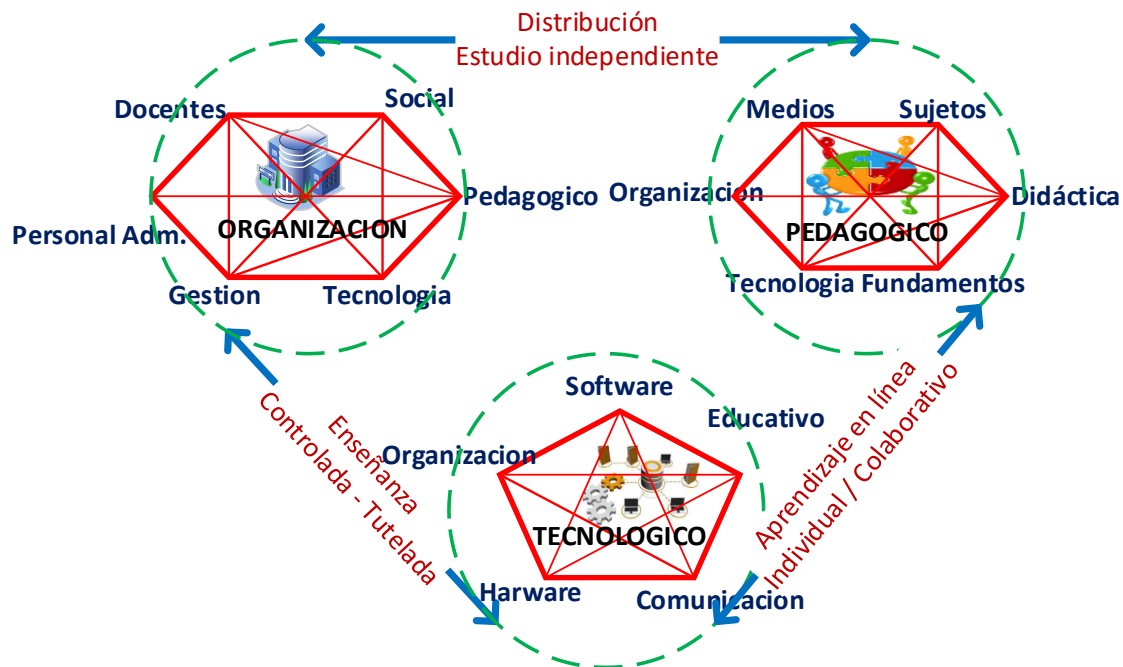 Distribución
Estudio independiente
Docentes
Social
Pedagogico
Personal Adm.
ORGANIZACION
Gestion
Tecnologia
Medios
Sujetos
Organizacion
Didáctica
PEDAGOGICO
Tecnologia
Fundamentos
Enseñanza
Controlada - Tutelada
Software
Educativo
Organizacion
TECNOLOGICO
Harware
Comunicacion
Aprendizaje en línea
Individual / Colaborativo